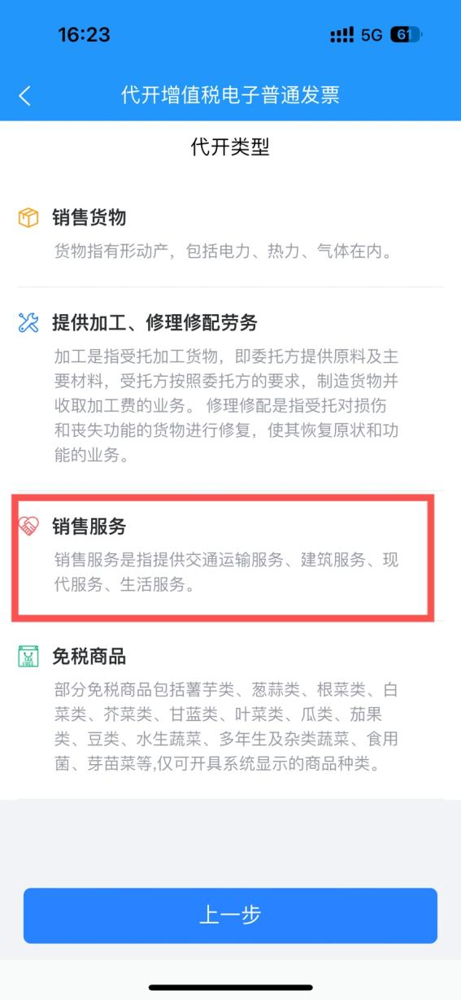 16:23
5G
61
代开增值税电子普通发票
代开类型
销售货物
货物指有形动产，包括电力、热力、气体在内。
提供加工、修理修配劳务
加工是指受托加工货物，即委托方提供原料及主
要材料，受托方按照委托方的要求，制造货物并
收取加工费的业务。 修理修配是指受托对损伤
和丧失功能的货物进行修复，使其恢复原状和功
能的业务。
销售服务
销售服务是指提供交通运输服务、建筑服务、现
代服务、生活服务。
TAX
FREE
免税商品
部分免税商品包括薯芋类、葱蒜类、根菜类、白
菜类、芥菜类、甘蓝类、叶菜类、瓜类、茄果
类、豆类、水生蔬菜、多年生及杂类蔬菜、食用
菌、芽苗菜等,仅可开具系统显示的商品种类。
上一步